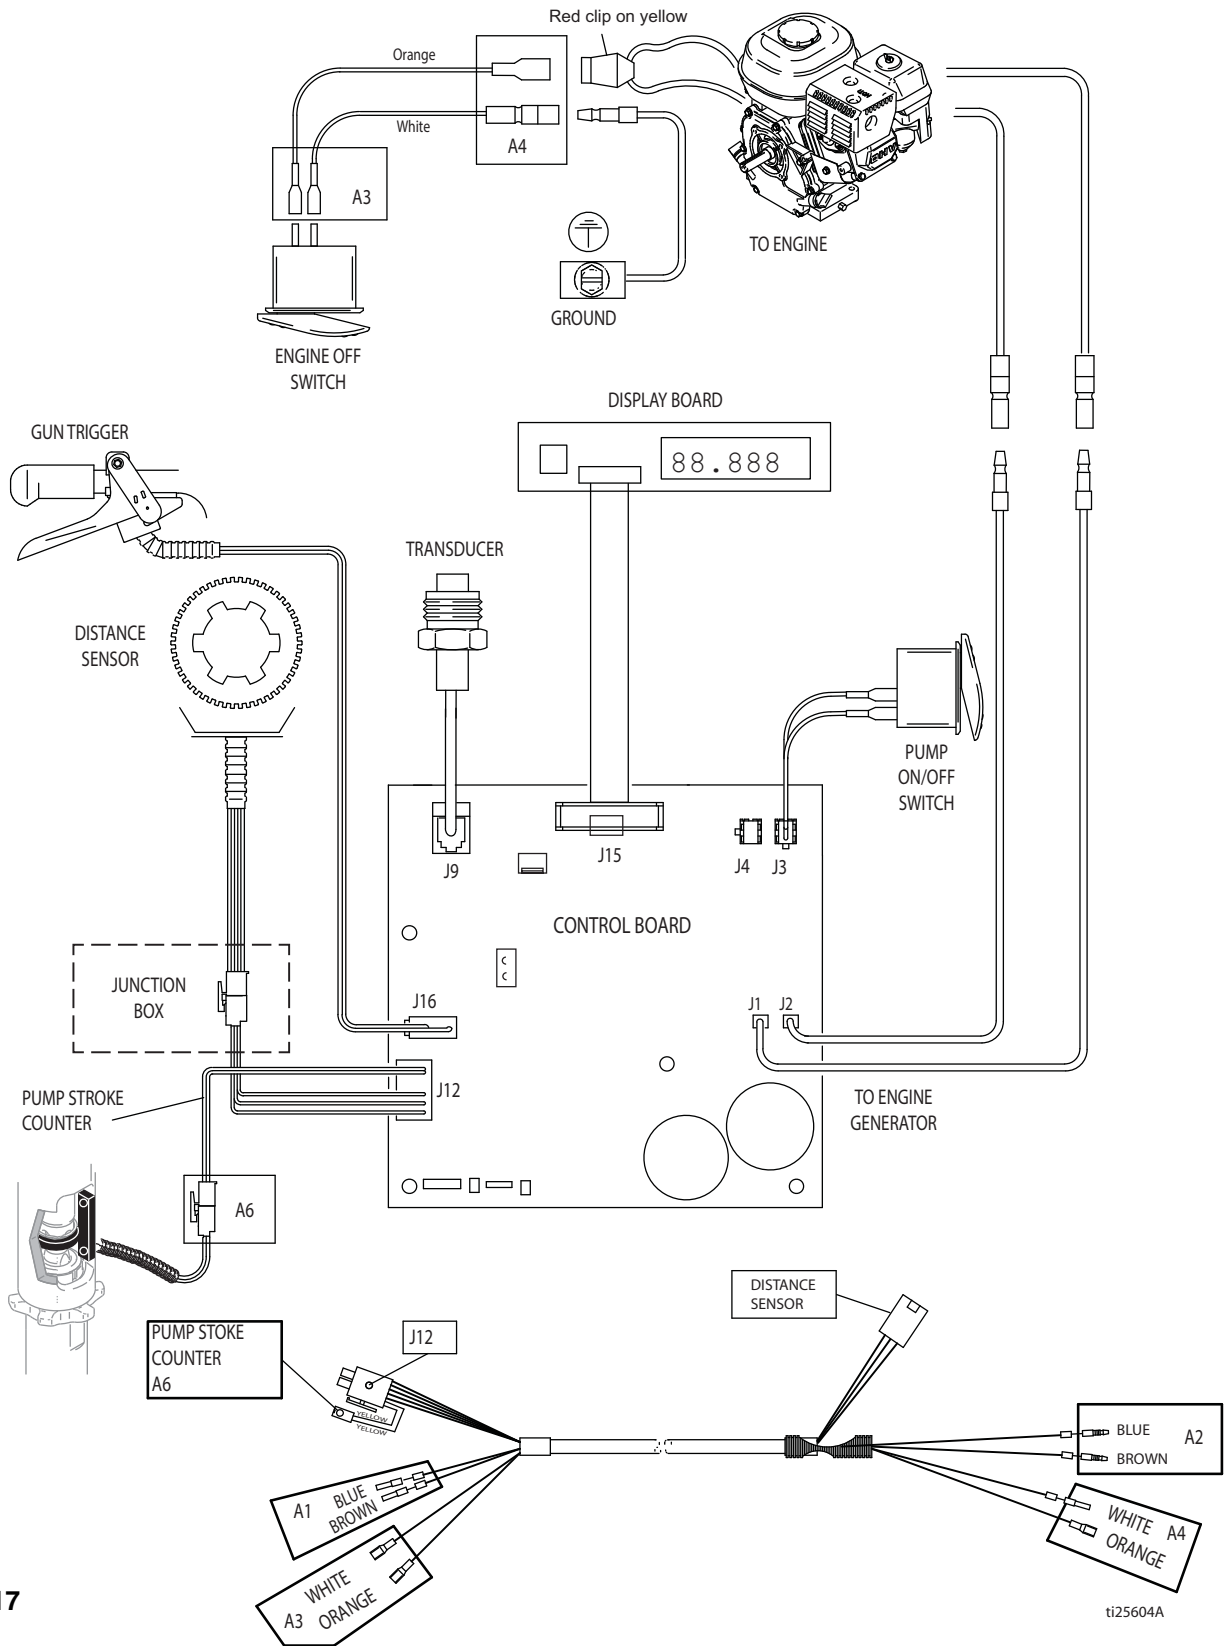 Red clip on yellow
Orange
White
A4
A3
TO ENGINE
GROUND
ENGINE OFF
SWITCH
DISPLAY BOARD
88.888
GUN TRIGGER
TRANSDUCER
DISTANCE
SENSOR
PUMP
ON/OFF
SWITCH
J9
J15
J4
J3
CONTROL BOARD
JUNCTION
BOX
J16
J1
J2
J12
PUMP STROKE
COUNTER
TO ENGINE
GENERATOR
A6
DISTANCE
SENSOR
PUMP STOKE
COUNTER
A6
J12
YELLOW
YELLOW
BLUE
BROWN
A2
A1
BLUE
BROWN
WHITE
ORANGE
A4
A3
WHITE
ORANGE
17
ti25604A